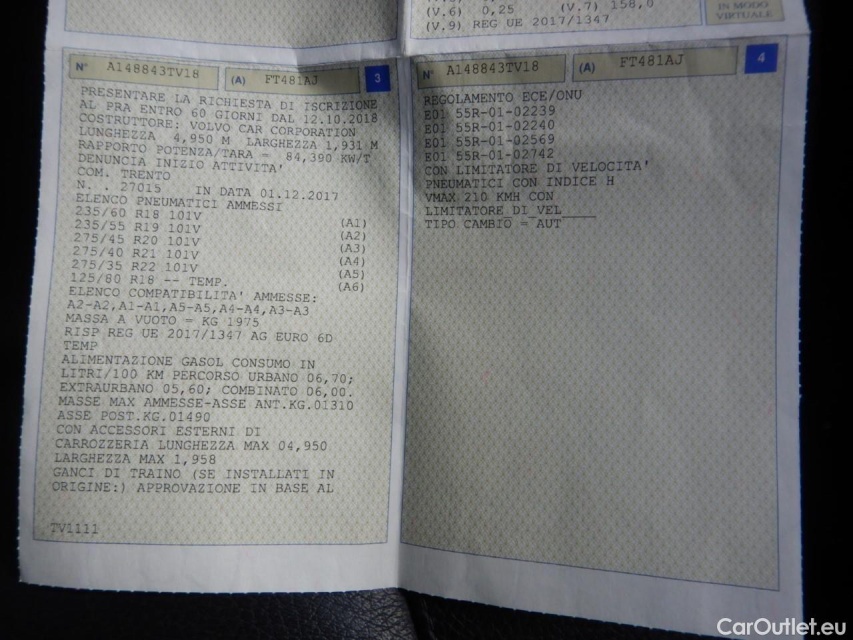 (V.6) 0,25 (V.7) 158,0
(V.9) REG UE 2017/1347
IN MODO
VIRTUALE
N° A148843TV18 (A) FT481AJ 3
PRESENTARE LA RICHIESTA DI ISCRIZIONE
AL PRA ENTRO 60 GIORNI DAL 12.10.2018
COSTRUTTORE: VOLVO CAR CORPORATION
LUNGHEZZA 4,950 M LARGHEZZA 1,931 M
RAPPORTO POTENZA/TARA = 84,390 KW/T
DENUNCIA INIZIO ATTIVITA'
COM. TRENTO
N. . 27015 IN DATA 01.12.2017
ELENCO PNEUMATICI AMMESSI
235/60 R18 101V (A1)
235/55 R19 101V (A2)
275/45 R20 101V (A3)
275/40 R21 101V (A4)
275/35 R22 101V (A5)
125/80 R18 -- TEMP. (A6)
ELENCO COMPATIBILITA' AMMESSE:
A2-A2,A1-A1,A5-A5,A4-A4,A3-A3
MASSA A VUOTO = KG 1975
RISP REG UE 2017/1347 AG EURO 6D
TEMP
ALIMENTAZIONE GASOL CONSUMO IN
LITRI/100 KM PERCORSO URBANO 06,70;
EXTRAURBANO 05,60; COMBINATO 06,00.
MASSE MAX AMMESSE-ASSE ANT.KG.01310
ASSE POST.KG.01490
CON ACCESSORI ESTERNI DI
CARROZZERIA LUNGHEZZA MAX 04,950
LARGHEZZA MAX 1,958
GANCI DI TRAINO (SE INSTALLATI IN
ORIGINE:) APPROVAZIONE IN BASE AL
TV1111
N° A148843TV18 (A) FT481AJ 4
REGOLAMENTO ECE/ONU
E01 55R-01-02239
E01 55R-01-02240
E01 55R-01-02569
E01 55R-01-02742
CON LIMITATORE DI VELOCITA'
PNEUMATICI CON INDICE H
VMAX 210 KMH CON
LIMITATORE_DI_VEL____
TIPO CAMBIO = AUT
CarOutlet.eu